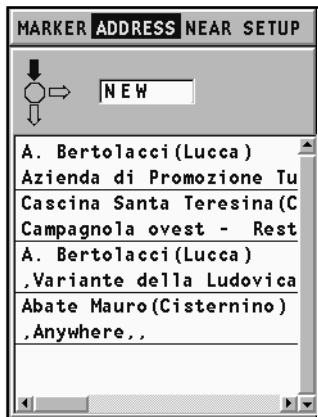 MARKER ADDRESS NEAR SETUP
NEW
A. Bertolacci(Lucca)
Azienda di Promozione Tu
Cascina Santa Teresina(C
Campagnola ovest - Rest
A. Bertolacci(Lucca)
,Variante della Ludovica
Abate Mauro(Cisternino)
,Anywhere,,